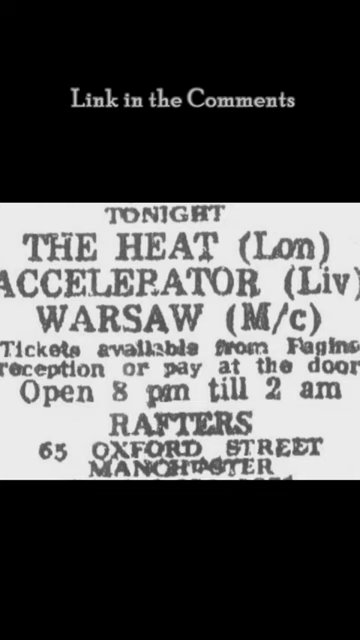 Link in the Comments
TONIGHT
THE HEAT (Lon)
ACCELERATOR (Liv)
WARSAW (M/c)
Tickets available from Fagins
reception or pay at the door
Open 8 pm till 2 am
RAFTERS
65 OXFORD STREET
MANCHESTER